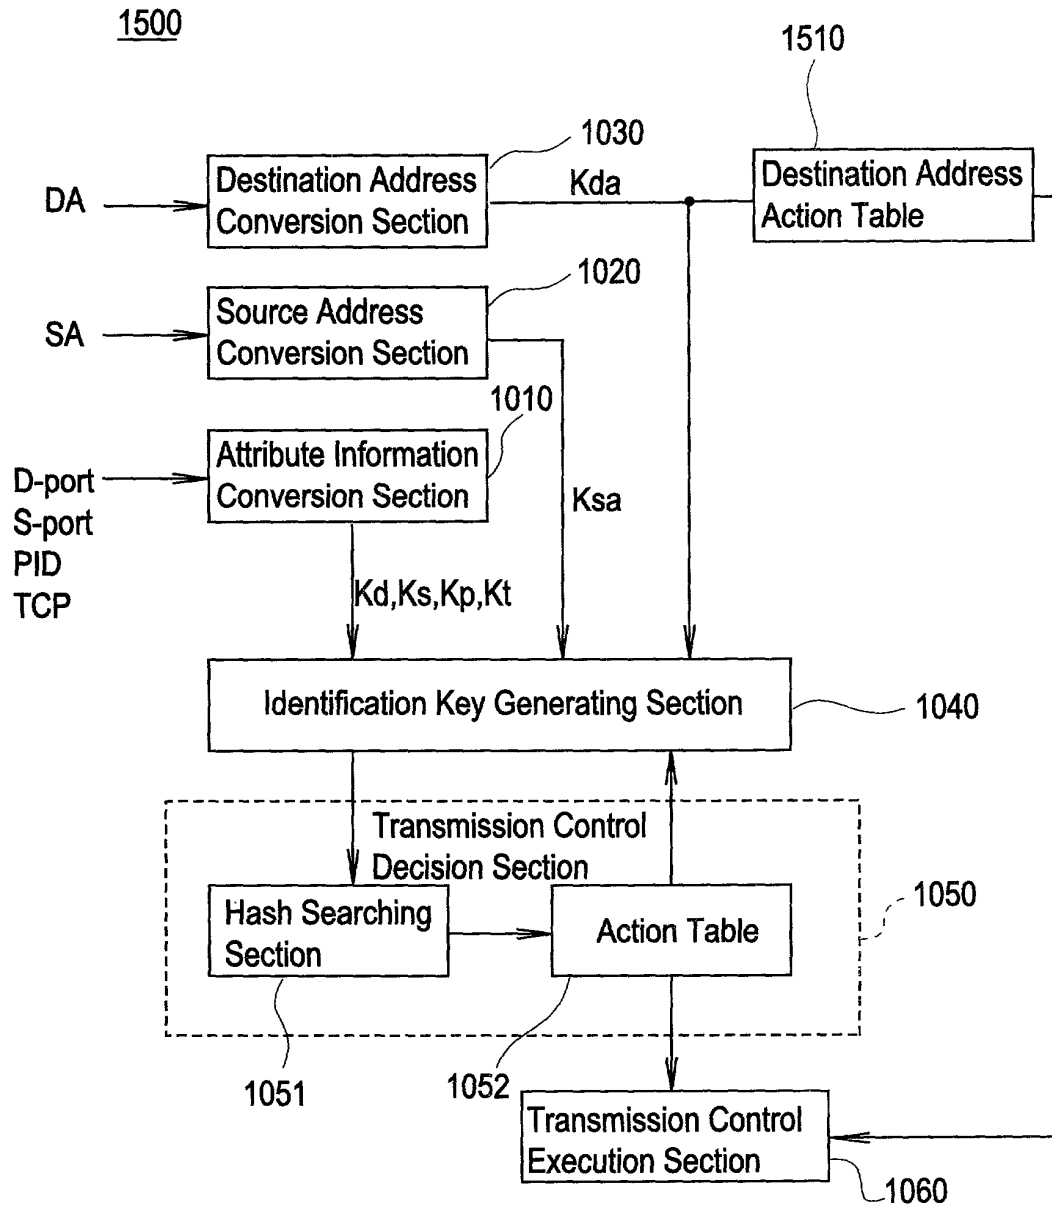 1500
1510
1030
Destination Address
Conversion Section
DA
Kda
Destination Address
Action Table
1020
Source Address
Conversion Section
SA
1010
Attribute Information
Conversion Section
D-port
S-port
PID
TCP
Ksa
Kd,Ks,Kp,Kt
Identification Key Generating Section
1040
Transmission Control
Decision Section
1050
Hash Searching
Section
Action Table
1051
1052
Transmission Control
Execution Section
1060